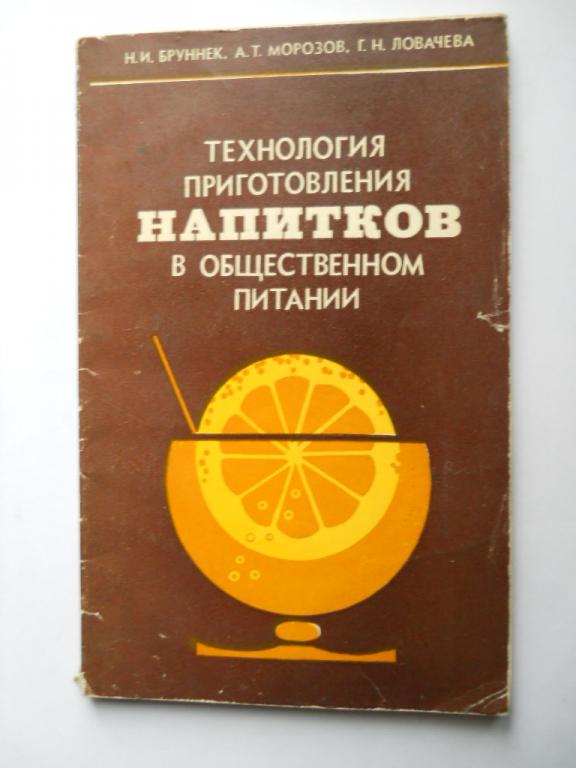 Н.И. БРУННЕК, А.Т. МОРОЗОВ, Г.Н. ЛОВАЧЕВА
ТЕХНОЛОГИЯ
ПРИГОТОВЛЕНИЯ
НАПИТКОВ
В ОБЩЕСТВЕННОМ
ПИТАНИИ